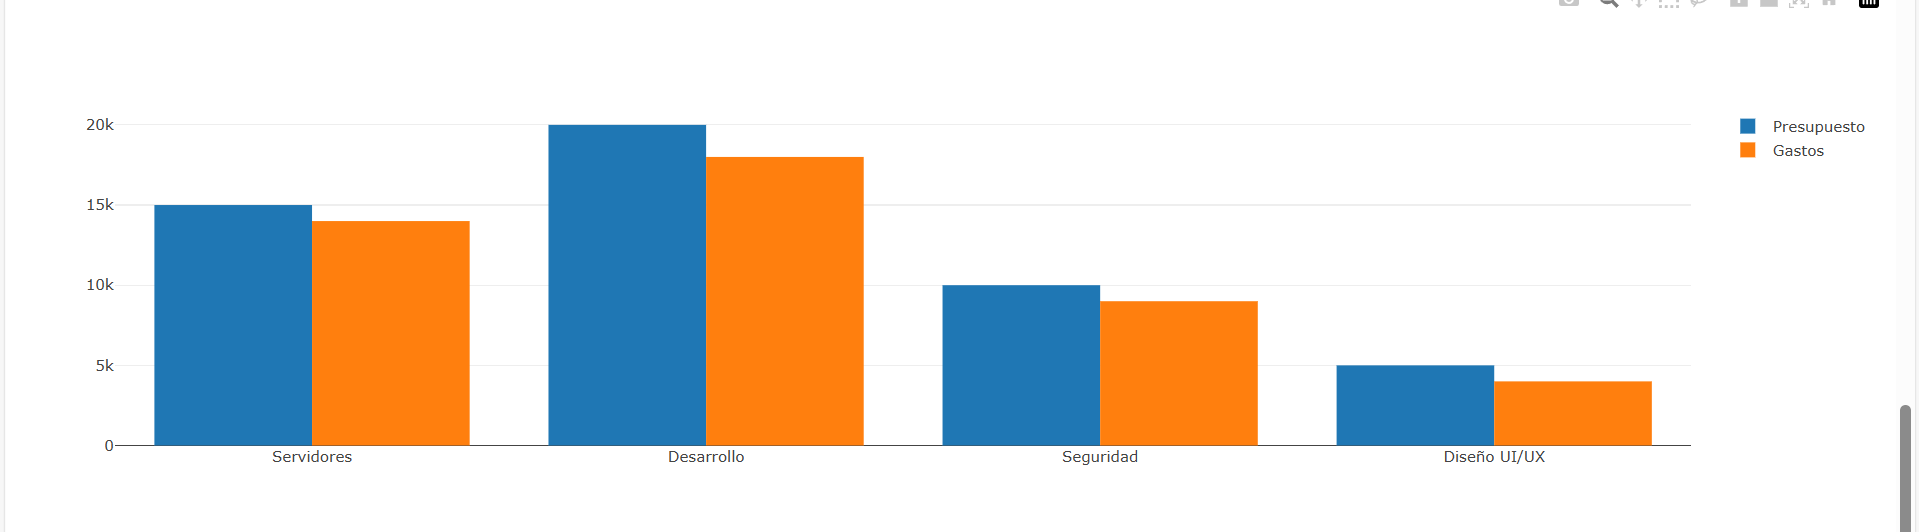 20k
15k
10k
5k
0
Servidores
Desarrollo
Seguridad
Diseño UI/UX
Presupuesto
Gastos